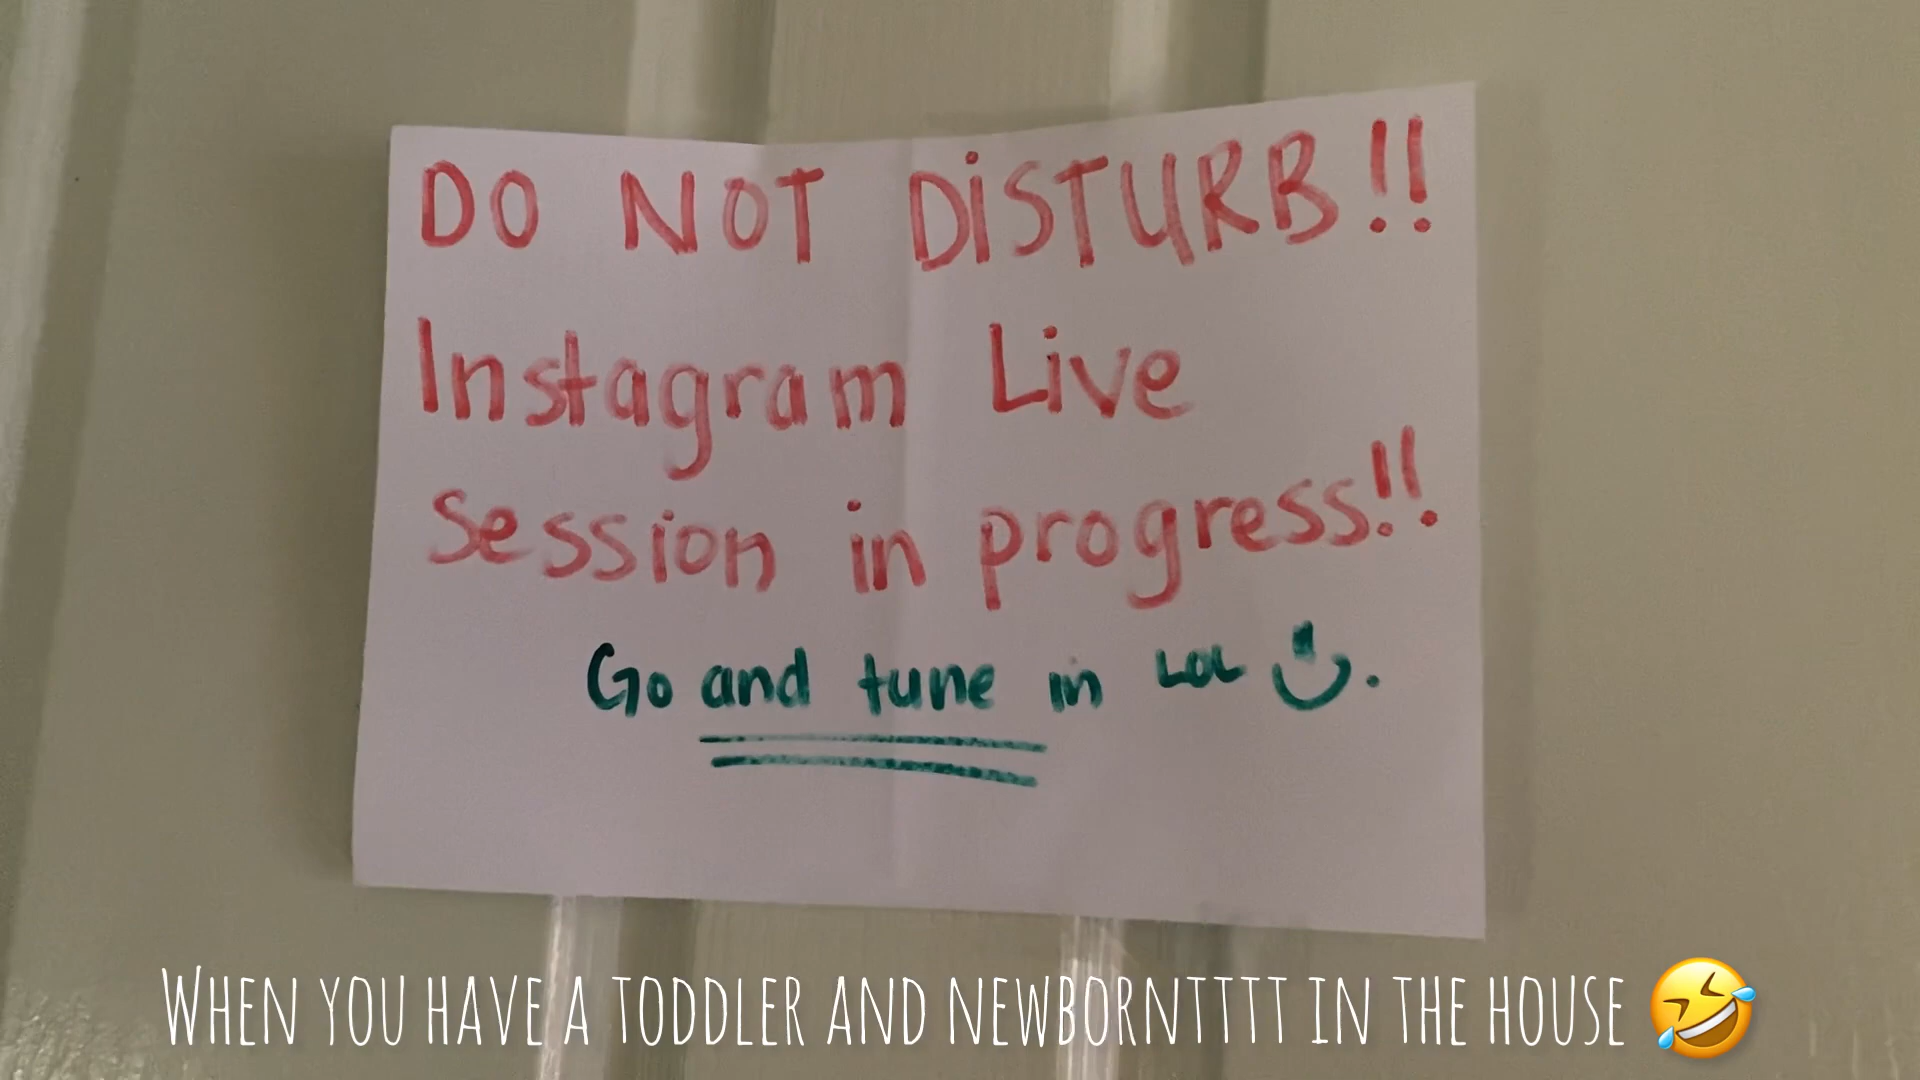 DO NOT DiSTURB!!
Instagram Live
Session in progress!!
Go and tune in LOL
WHEN YOU HAVE A TODDLER AND NEWBORNTTTT IN THE HOUSE 🤣